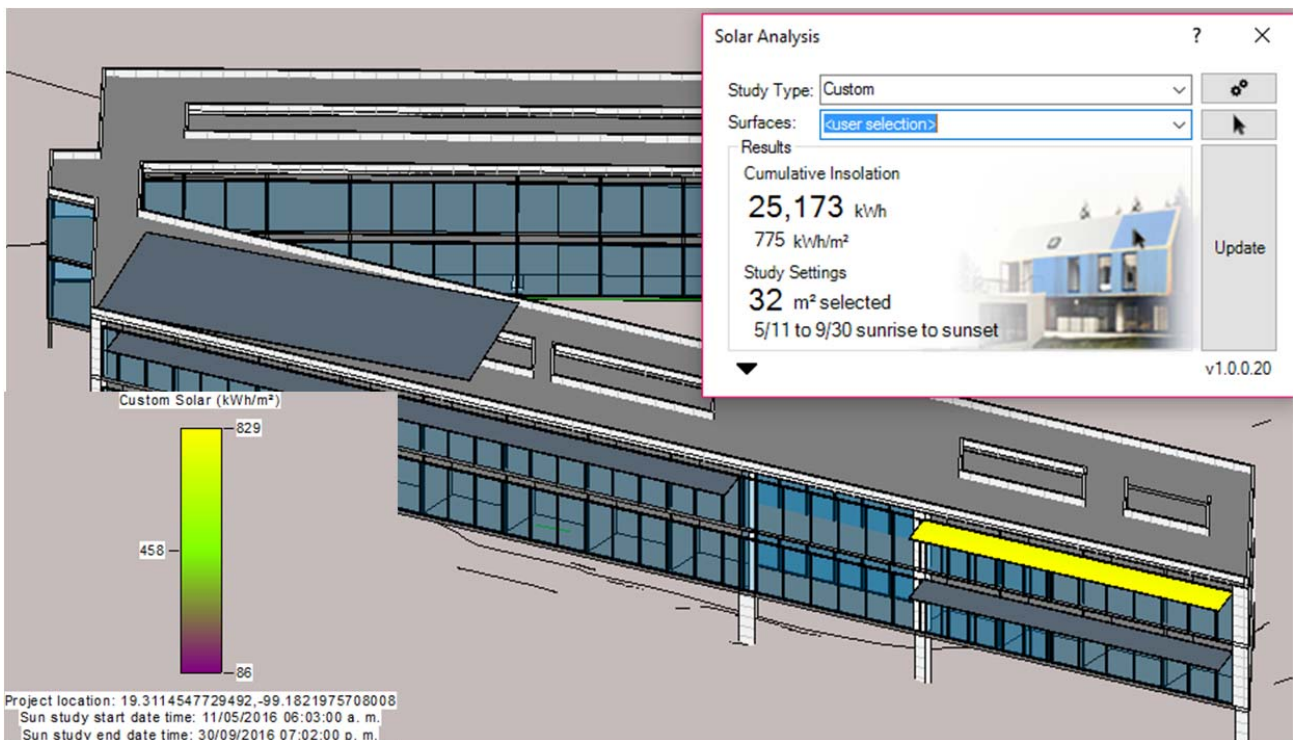 Solar Analysis ?
Study Type: Custom
Surfaces: <user selection>
Results
Cumulative Insolation
25,173 kWh
775 kWh/m²
Study Settings
32 m² selected
5/11 to 9/30 sunrise to sunset
Update
v1.0.0.20
Custom Solar (kWh/m²)
829
458
86
Project location: 19.3114547729492,-99.1821975708008
Sun study start date time: 11/05/2016 06:03:00 a. m.
Sun study end date time: 30/09/2016 07:02:00 p. m.